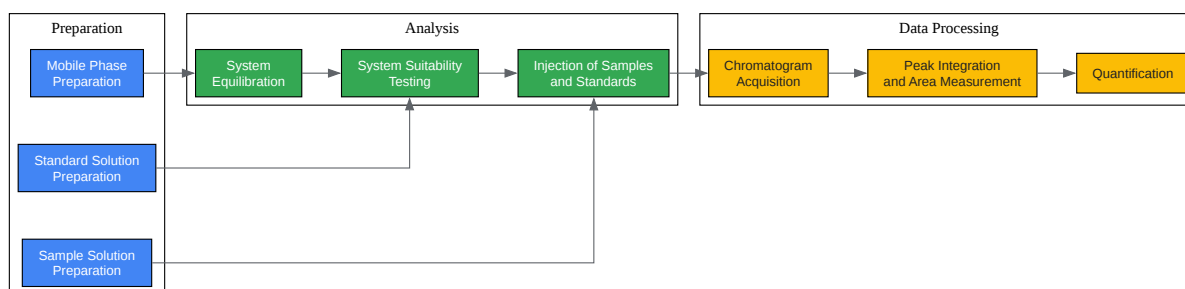 Preparation
Mobile Phase
Preparation
Standard Solution
Preparation
Sample Solution
Preparation
Analysis
System
Equilibration
System Suitability
Testing
Injection of Samples
and Standards
Data Processing
Chromatogram
Acquisition
Peak Integration
and Area Measurement
Quantification